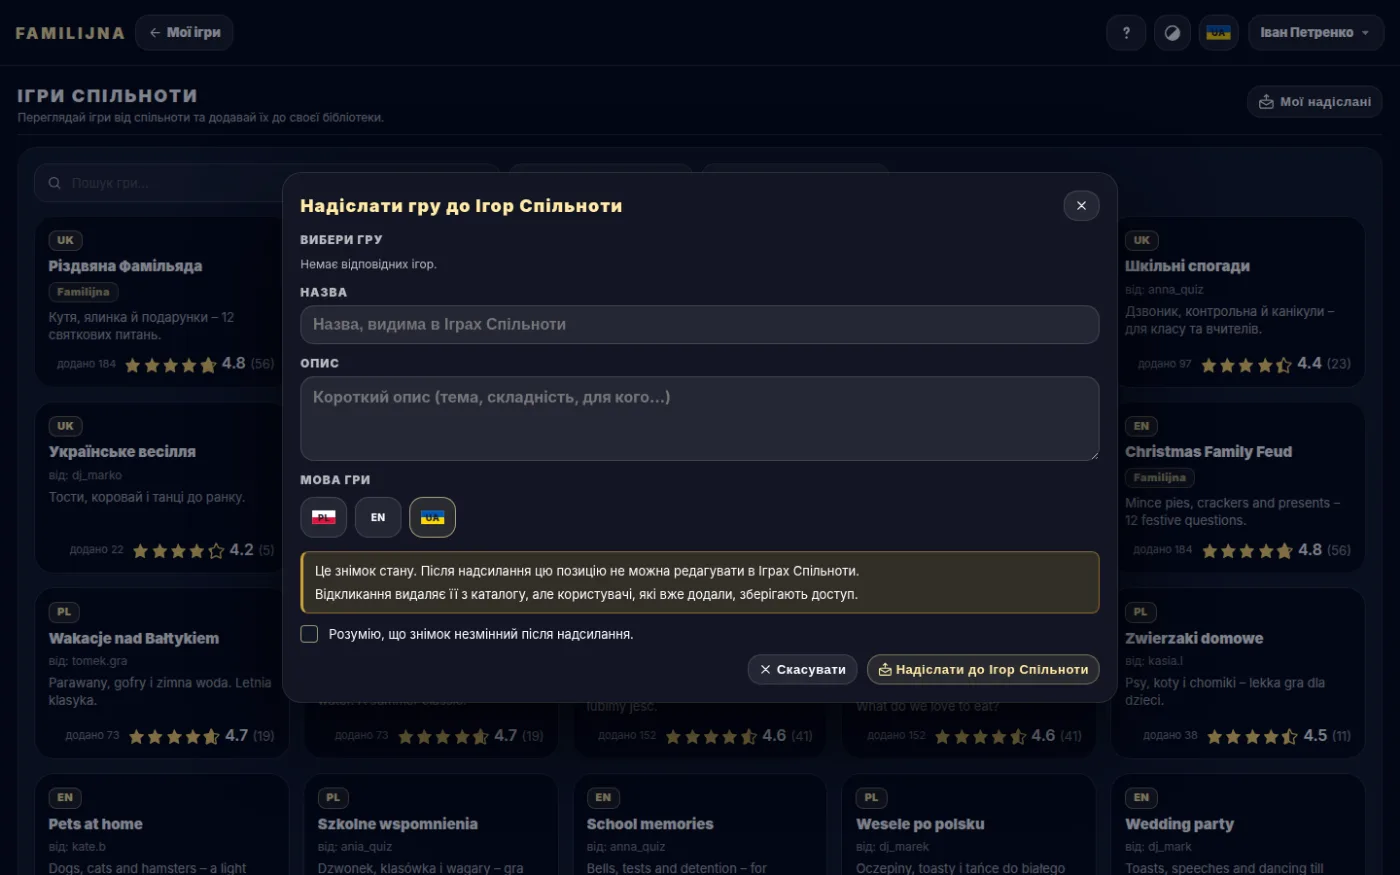 FAMILIJNA
← Мої ігри
?
UA
Іван Петренко
ІГРИ СПІЛЬНОТИ
Переглядай ігри від спільноти та додавай їх до своєї бібліотеки.
Мої надіслані
Пошук гри...
Надіслати гру до Ігор Спільноти
ВИБЕРИ ГРУ
Немає відповідних ігор.
НАЗВА
Назва, видима в Іграх Спільноти
ОПИС
Короткий опис (тема, складність, для кого...)
МОВА ГРИ
PL
EN
UA
Це знімок стану. Після надсилання цю позицію не можна редагувати в Іграх Спільноти.
Відкликання видаляє її з каталогу, але користувачі, які вже додали, зберігають доступ.
Розумію, що знімок незмінний після надсилання.
Скасувати
Надіслати до Ігор Спільноти
UK
Різдвяна Фамільяда
Familijna
Кутя, ялинка й подарунки – 12
святкових питань.
додано 184 4.8 (56)
UK
Шкільні спогади
від: anna_quiz
Дзвоник, контрольна й канікули –
для класу та вчителів.
додано 97 4.4 (23)
UK
Українське весілля
від: dj_marko
Тости, коровай і танці до ранку.
додано 22 4.2 (5)
EN
Christmas Family Feud
Familijna
Mince pies, crackers and presents –
12 festive questions.
додано 184 4.8 (56)
PL
Wakacje nad Bałtykiem
від: tomek.gra
Parawany, gofry i zimna woda. Letnia
klasyka.
додано 73 4.7 (19)
додано 73 4.7 (19)
lubimy jeść.
додано 152 4.6 (41)
What do we love to eat?
додано 152 4.6 (41)
PL
Zwierzaki domowe
від: kasia.l
Psy, koty i chomiki – lekka gra dla
dzieci.
додано 38 4.5 (11)
EN
Pets at home
від: kate.b
Dogs, cats and hamsters – a light
PL
Szkolne wspomnienia
від: ania_quiz
Dzwonek, klasówka i wagary – gra
EN
School memories
від: anna_quiz
Bells, tests and detention – for
PL
Wesele po polsku
від: dj_marek
Oczepiny, toasty i tańce do białego
EN
Wedding party
від: dj_mark
Toasts, speeches and dancing till